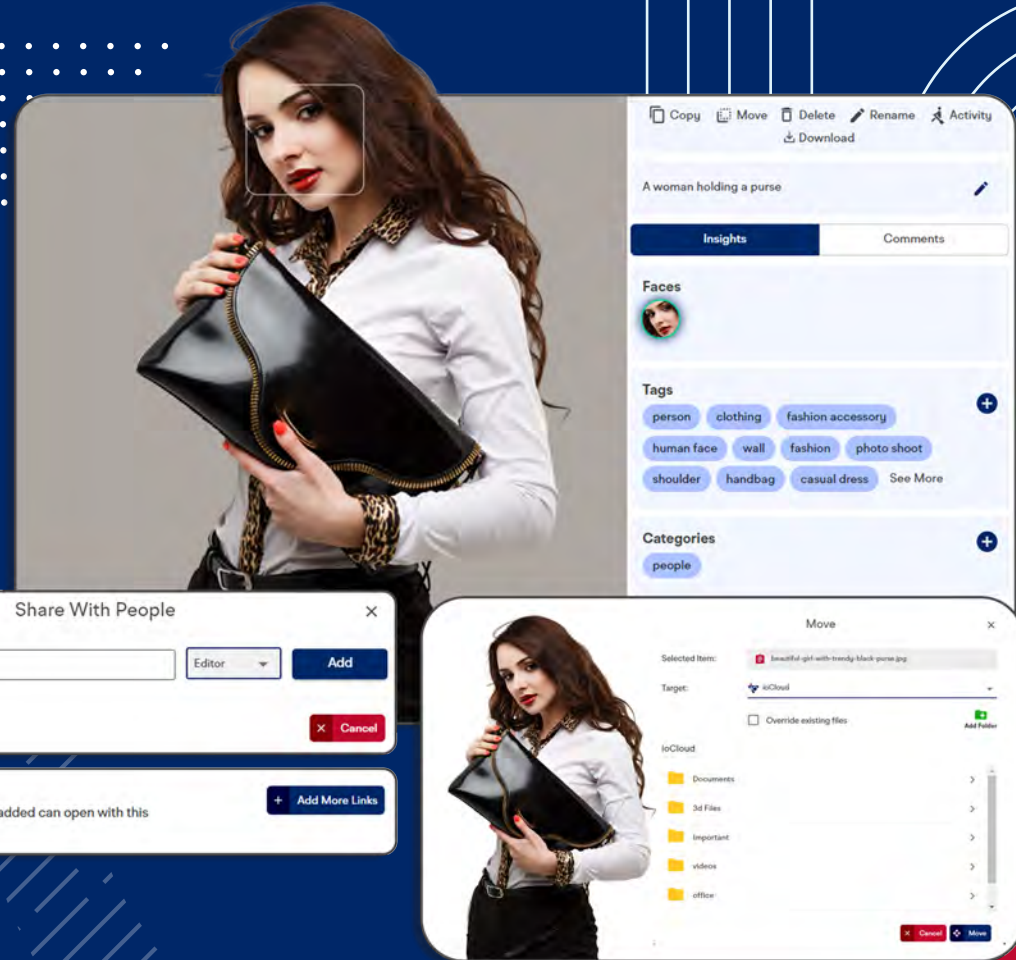 Copy Move Delete Rename Activity
Download
A woman holding a purse
Insights Comments
Faces
Tags
person clothing fashion accessory
human face wall fashion photo shoot
shoulder handbag casual dress See More
Categories
people
Share With People
Editor Add
Cancel
Add More Links
added can open with this
Move
Selected Item: beautiful-girl-with-trendy-black-purse.jpg
Target: ioCloud
Override existing files
Add Folder
ioCloud
Documents
3d Files
Important
videos
office
Cancel Move